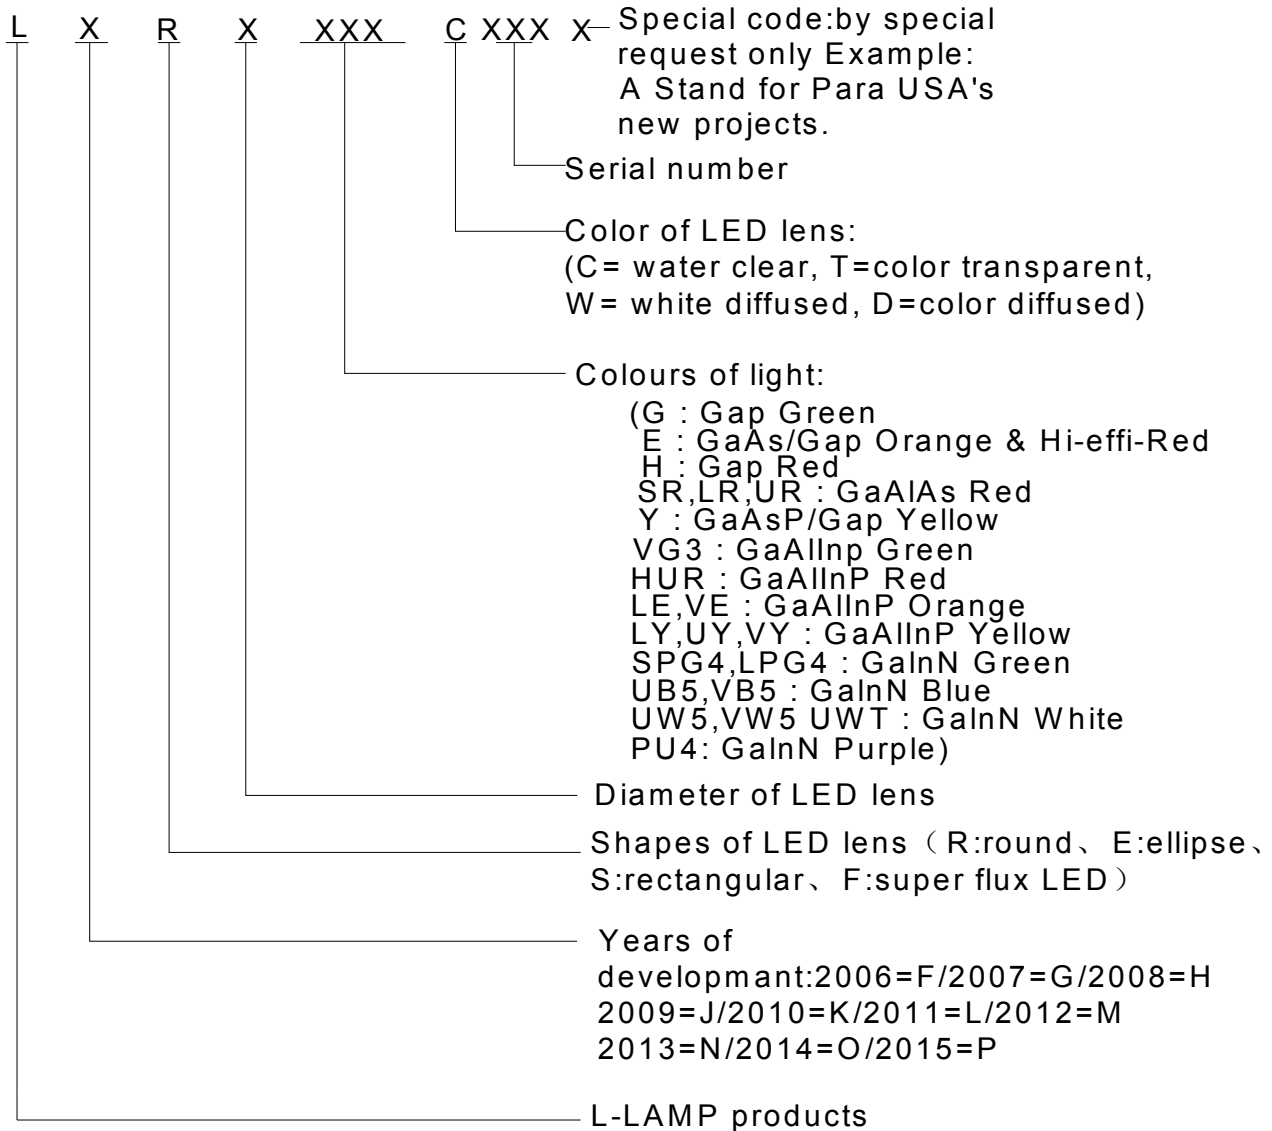 L X R X XXX C XXX X Special code:by special
request only Example:
A Stand for Para USA's
new projects.
Serial number
Color of LED lens:
(C= water clear, T=color transparent,
W= white diffused, D=color diffused)
Colours of light:
(G : Gap Green
E : GaAs/Gap Orange & Hi-effi-Red
H : Gap Red
SR,LR,UR : GaAlAs Red
Y : GaAsP/Gap Yellow
VG3 : GaAlInp Green
HUR : GaAlInP Red
LE,VE : GaAlInP Orange
LY,UY,VY : GaAlInP Yellow
SPG4,LPG4 : GaInN Green
UB5,VB5 : GaInN Blue
UW5,VW5 UWT : GaInN White
PU4: GaInN Purple)
Diameter of LED lens
Shapes of LED lens（R:round、E:ellipse、
S:rectangular、F:super flux LED）
Years of
developmant:2006=F/2007=G/2008=H
2009=J/2010=K/2011=L/2012=M
2013=N/2014=O/2015=P
L-LAMP products